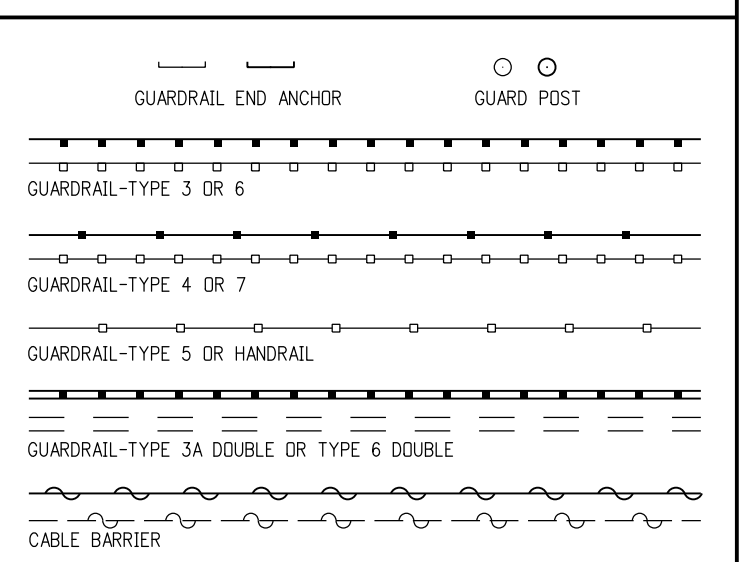 GUARDRAIL END ANCHOR
GUARD POST
GUARDRAIL-TYPE 3 OR 6
GUARDRAIL-TYPE 4 OR 7
GUARDRAIL-TYPE 5 OR HANDRAIL
GUARDRAIL-TYPE 3A DOUBLE OR TYPE 6 DOUBLE
CABLE BARRIER